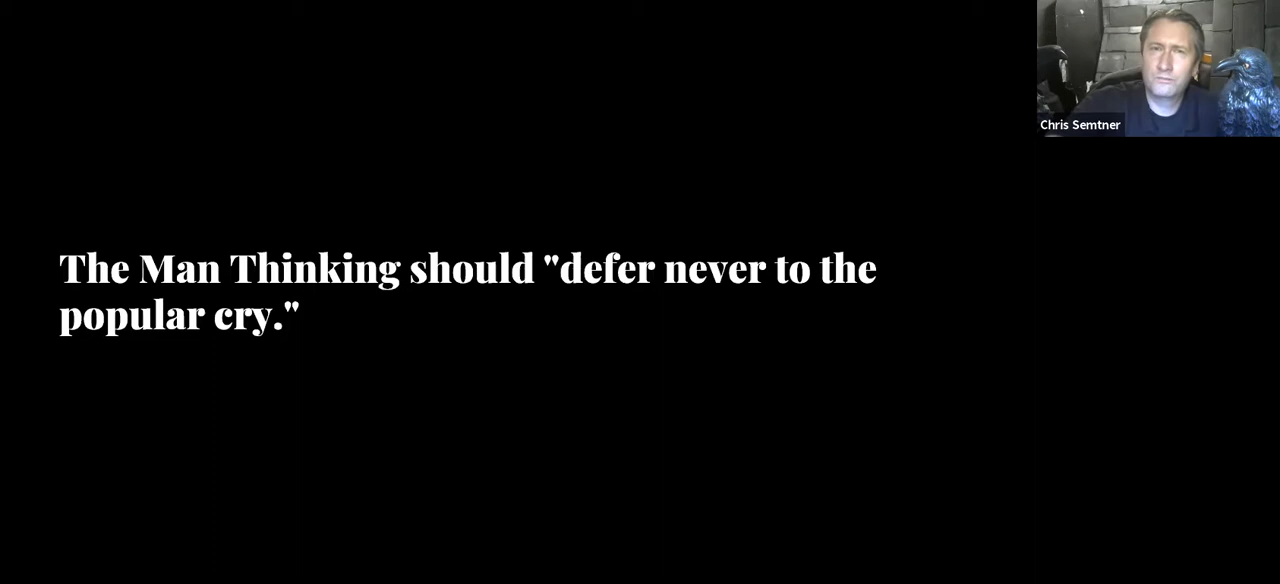 Chris Semtner
The Man Thinking should "defer never to the
popular cry."